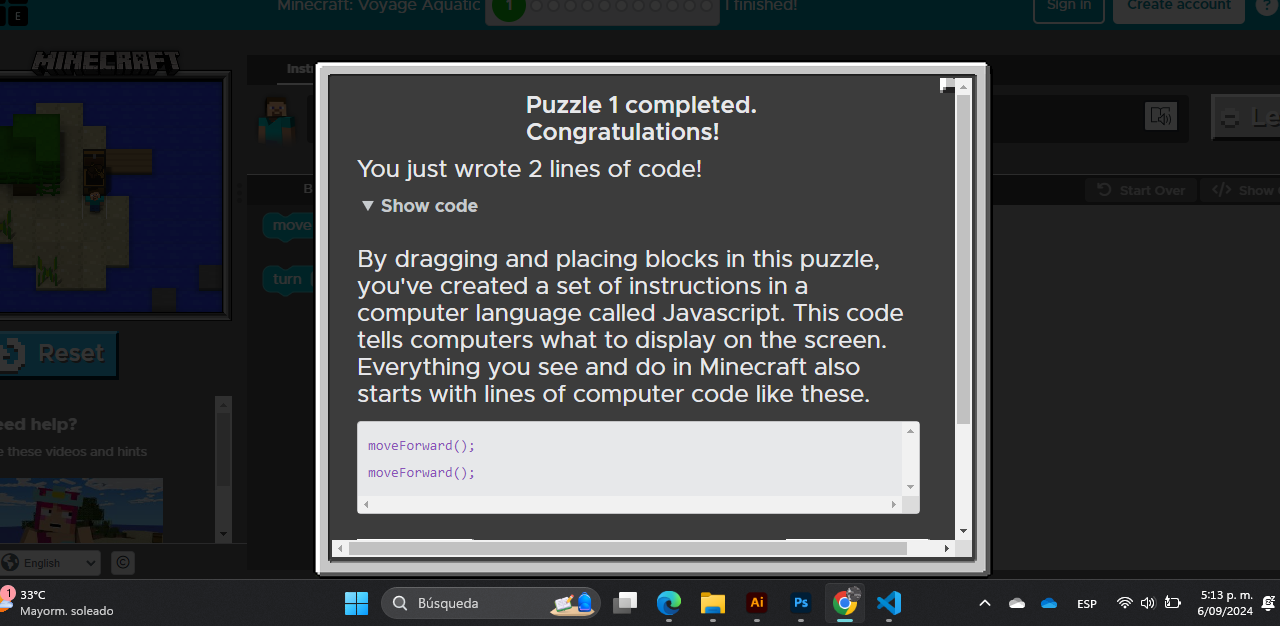 E
Minecraft: Voyage Aquatic
1
I finished!
Sign in
Create account
?
MINECRAFT
Puzzle 1 completed.
Congratulations!
You just wrote 2 lines of code!
Show code
By dragging and placing blocks in this puzzle,
you've created a set of instructions in a
computer language called Javascript. This code
tells computers what to display on the screen.
Everything you see and do in Minecraft also
starts with lines of computer code like these.
moveForward();
moveForward();
Start Over
</> Show
move
turn
Reset
eed help?
e these videos and hints
English
©
1
33°C
Mayorm. soleado
Búsqueda
Ai
Ps
ESP
5:13 p. m.
6/09/2024